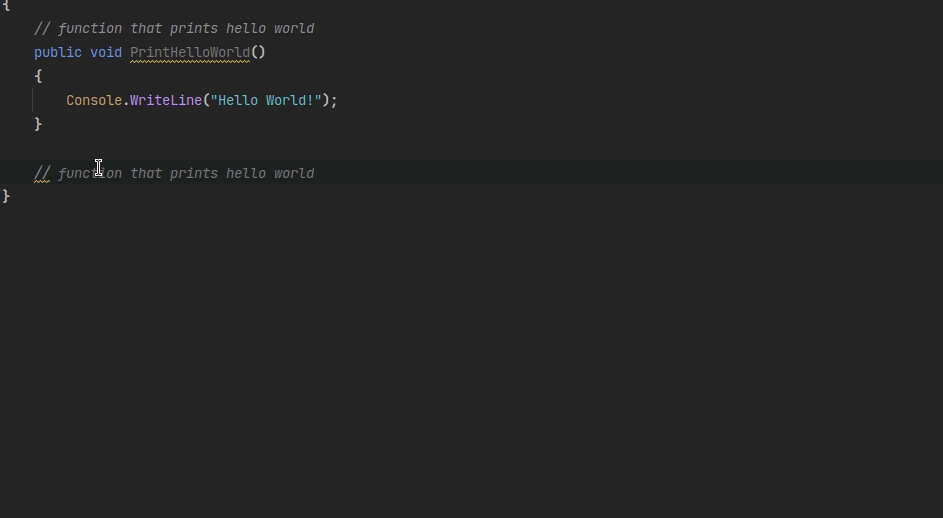 {
// function that prints hello world
public void PrintHelloWorld()
{
Console.WriteLine("Hello World!");
}
// function that prints hello world
}